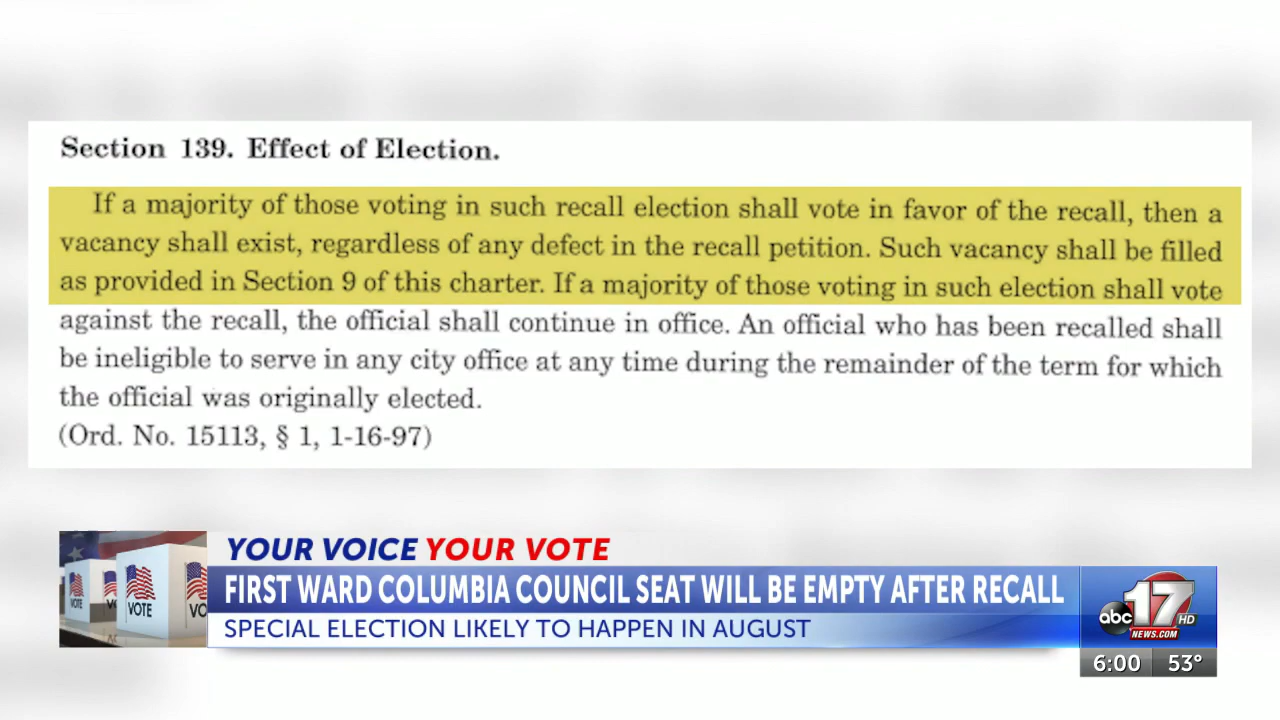 Section 139. Effect of Election.
If a majority of those voting in such recall election shall vote in favor of the recall, then a
vacancy shall exist, regardless of any defect in the recall petition. Such vacancy shall be filled
as provided in Section 9 of this charter. If a majority of those voting in such election shall vote
against the recall, the official shall continue in office. An official who has been recalled shall
be ineligible to serve in any city office at any time during the remainder of the term for which
the official was originally elected.
(Ord. No. 15113, § 1, 1-16-97)
YOUR VOICE YOUR VOTE
FIRST WARD COLUMBIA COUNCIL SEAT WILL BE EMPTY AFTER RECALL
SPECIAL ELECTION LIKELY TO HAPPEN IN AUGUST
VOTE
VOTE
VO
abc 17 HD
NEWS.COM
6:00 53°